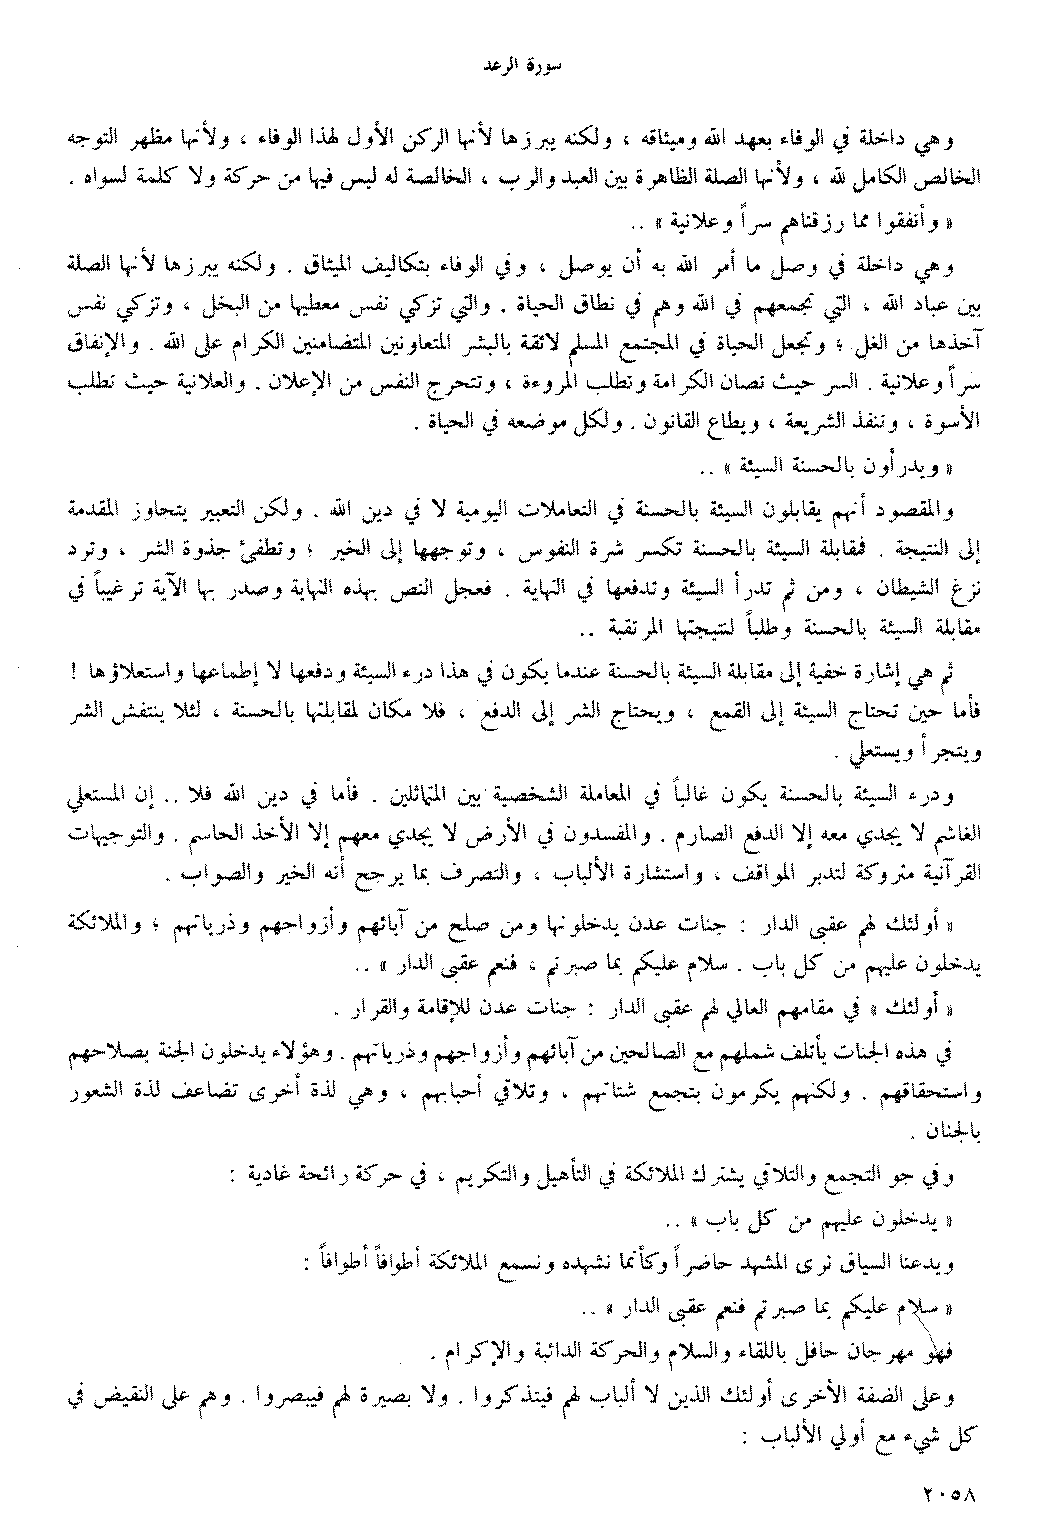 سورة الرعد
وهي داخلة في الوفاء بعهد الله وميثاقه ، ولكنه يبرزها لأنها الركن الأول لهذا الوفاء ، ولأنها مظهر التوجه
الخالص الكامل لله ، ولأنها الصلة الظاهرة بين العبد والرب ، الخالصة له ليس فيها من حركة ولا كلمة لسواه .
« وأنفقوا مما رزقناهم سراً وعلانية » ..
وهي داخلة في وصل ما أمر الله به أن يوصل ، وفي الوفاء بتكاليف الميثاق . ولكنه يبرزها لأنها الصلة
بين عباد الله ، التي تجمعهم في الله وهم في نطاق الحياة . والتي تزكي نفس معطيها من البخل ، وتزكي نفس
آخذها من الغل ؛ وتجعل الحياة في المجتمع المسلم لائقة بالبشر المتعاونين المتضامنين الكرام على الله . والإنفاق
سراً وعلانية . السر حيث تصان الكرامة وتطلب المروءة ، وتتحرج النفس من الإعلان . والعلانية حيث تطلب
الأسوة ، وتنفذ الشريعة ، ويطاع القانون . ولكل موضعه في الحياة .
« ويدرأون بالحسنة السيئة » ..
والمقصود أنهم يقابلون السيئة بالحسنة في التعاملات اليومية لا في دين الله . ولكن التعبير يتجاوز المقدمة
إلى النتيجة . فمقابلة السيئة بالحسنة تكسر شرة النفوس ، وتوجهها إلى الخير ؛ وتطفئ جذوة الشر ، وترد
نزغ الشيطان ، ومن ثم تدرأ السيئة وتدفعها في النهاية . فعجل النص بهذه النهاية وصدر بها الآية ترغيباً في
مقابلة السيئة بالحسنة وطلباً لنتيجتها المرتقبة ..
ثم هي إشارة خفية إلى مقابلة السيئة بالحسنة عندما يكون في هذا درء السيئة ودفعها لا إطماعها واستعلاؤها !
فأما حين تحتاج السيئة إلى القمع ، ويحتاج الشر إلى الدفع ، فلا مكان لمقابلتها بالحسنة ، لئلا ينتفش الشر
ويتجرأ ويستعلي .
ودرء السيئة بالحسنة يكون غالباً في المعاملة الشخصية بين المتماثلين . فأما في دين الله فلا .. إن المستعلي
الغاشم لا يجدي معه إلا الدفع الصارم . والمفسدون في الأرض لا يجدي معهم إلا الأخذ الحاسم . والتوجيهات
القرآنية متروكة لتدبر المواقف ، واستشارة الألباب ، والتصرف بما يرجح أنه الخير والصواب .
« أولئك لهم عقبى الدار : جنات عدن يدخلونها ومن صلح من آبائهم وأزواجهم وذرياتهم ؛ والملائكة
يدخلون عليهم من كل باب . سلام عليكم بما صبرتم ، فنعم عقبى الدار » ..
« أولئك » في مقامهم العالي لهم عقبى الدار : جنات عدن للإقامة والقرار .
في هذه الجنات يأتلف شملهم مع الصالحين من آبائهم وأزواجهم وذرياتهم . وهؤلاء يدخلون الجنة بصلاحهم
واستحقاقهم . ولكنهم يكرمون بتجمع شتاتهم ، وتلاقي أحبابهم ، وهي لذة أخرى تضاعف لذة الشعور
بالجنان .
وفي جو التجمع والتلاقي يشترك الملائكة في التأهيل والتكريم ، في حركة رائحة غادية :
« يدخلون عليهم من كل باب » ..
ويدعنا السياق نرى المشهد حاضراً وكأنما نشهده ونسمع الملائكة أطوافاً أطوافاً :
« سلام عليكم بما صبرتم فنعم عقبى الدار » ..
فهو مهرجان حافل باللقاء والسلام والحركة الدائبة والإكرام .
وعلى الضفة الأخرى أولئك الذين لا ألباب لهم فيتذكروا . ولا بصيرة لهم فيبصروا . وهم على النقيض في
كل شيء مع أولي الألباب :
٢٠٥٨